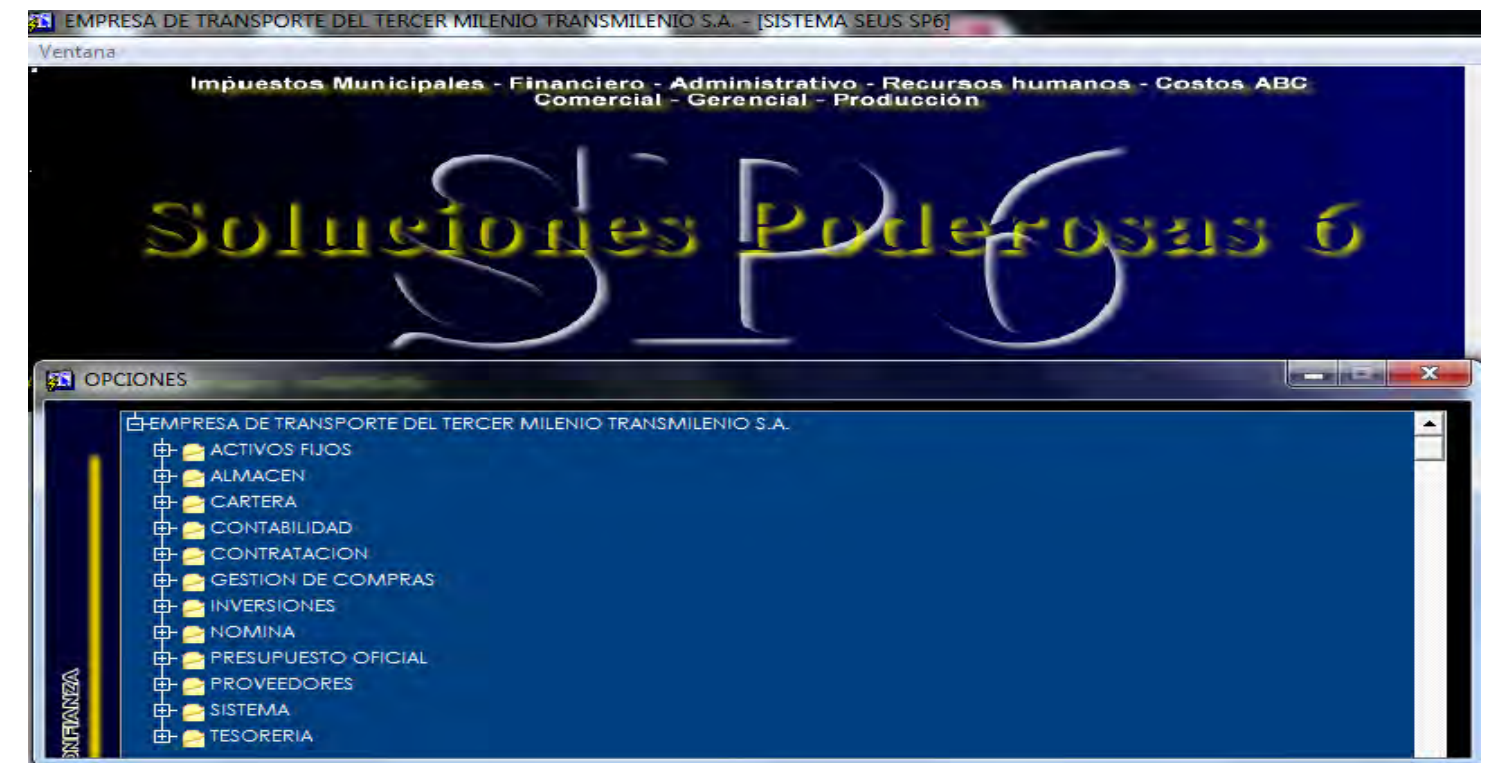 EMPRESA DE TRANSPORTE DEL TERCER MILENIO TRANSMILENIO S.A. - [SISTEMA SEUS SP6]
Ventana
Impuestos Municipales - Financiero - Administrativo - Recursos humanos - Costos ABC
Comercial - Gerencial - Producción
SP6
Soluciones Poderosas 6
OPCIONES
EMPRESA DE TRANSPORTE DEL TERCER MILENIO TRANSMILENIO S.A.
ACTIVOS FIJOS
ALMACEN
CARTERA
CONTABILIDAD
CONTRATACION
GESTION DE COMPRAS
INVERSIONES
NOMINA
PRESUPUESTO OFICIAL
PROVEEDORES
SISTEMA
TESORERIA